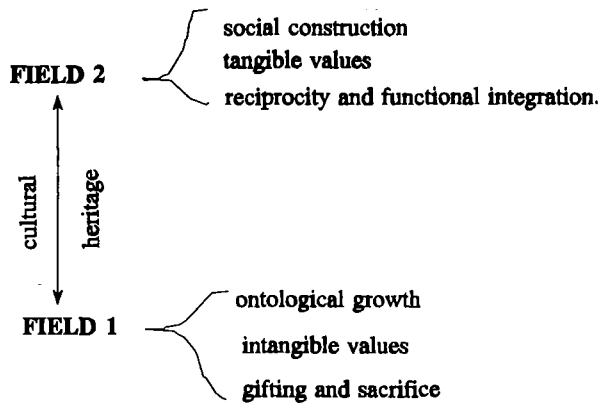 social construction
FIELD 2
tangible values
reciprocity and functional integration.
cultural
heritage
ontological growth
FIELD 1
intangible values
gifting and sacrifice